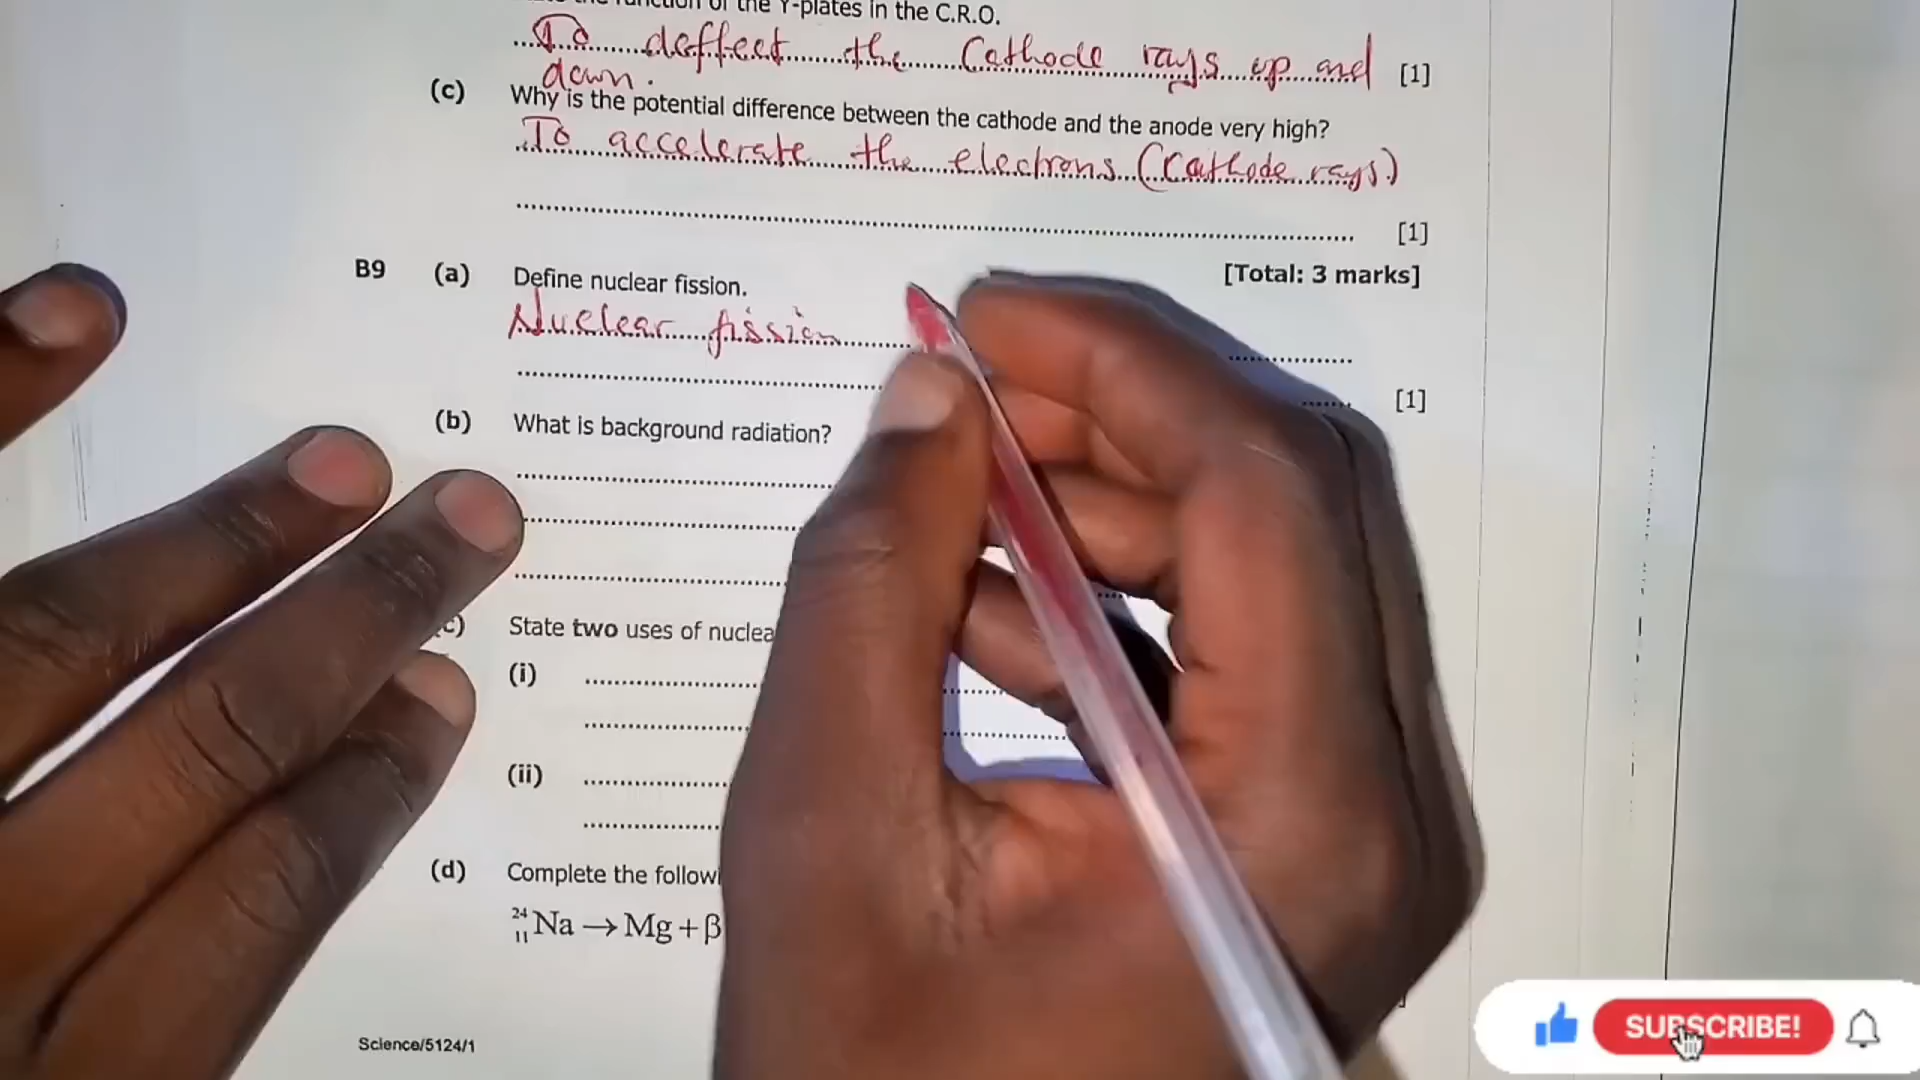 function of the Y-plates in the C.R.O.
To deflect the Cathode rays up and [1]
down.
(c) Why is the potential difference between the cathode and the anode very high?
To accelerate the electrons (Cathode rays)
[1]
[Total: 3 marks]
B9 (a) Define nuclear fission.
Nuclear fission
[1]
(b) What is background radiation?
(c) State two uses of nuclea
(i)
(ii)
(d) Complete the followi
²⁴₁₁Na → Mg + β
Science/5124/1
SUBSCRIBE!